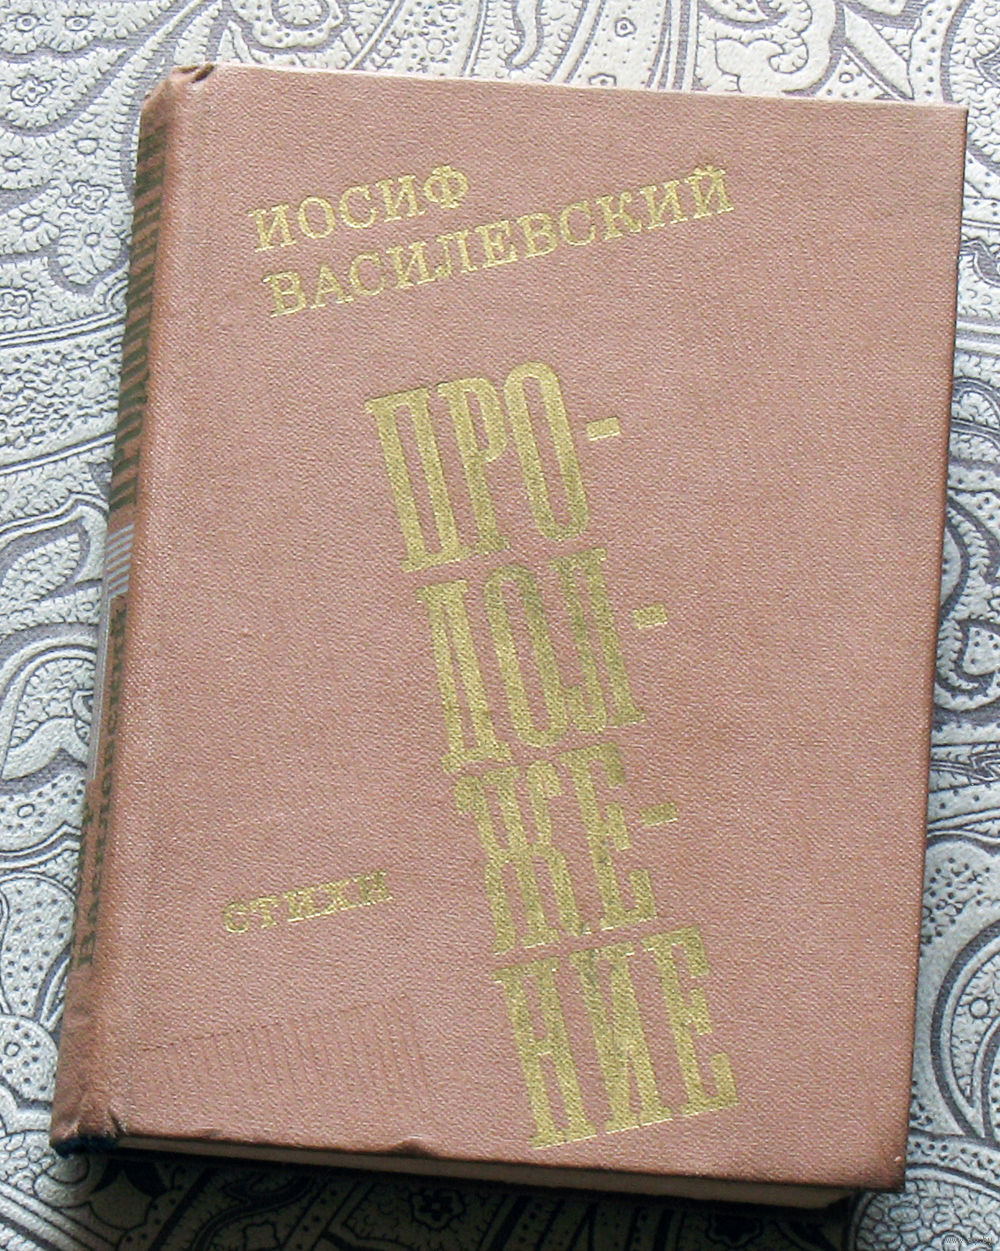 ИОСИФ
ВАСИЛЕВСКИЙ
ПРО-
ДОЛ-
ЖЕ-
НИЕ
СТИХИ